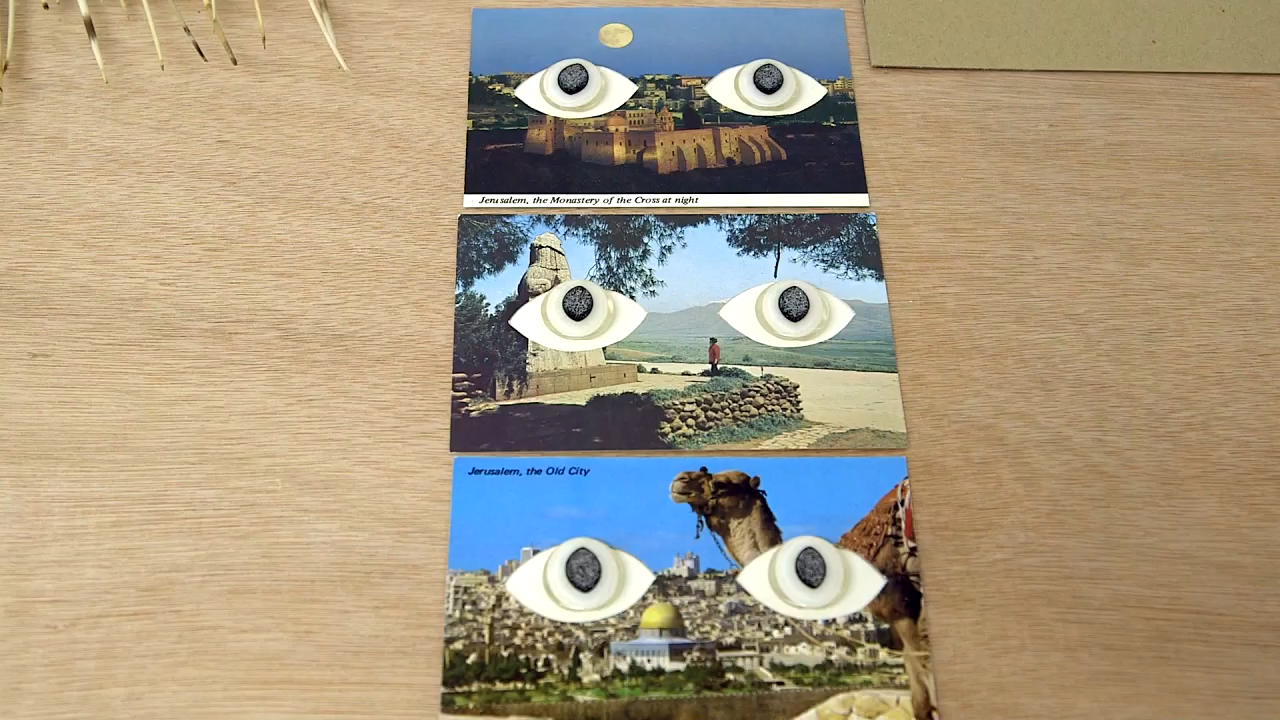 Jerusalem, the Monastery of the Cross at night
Jerusalem, the Old City